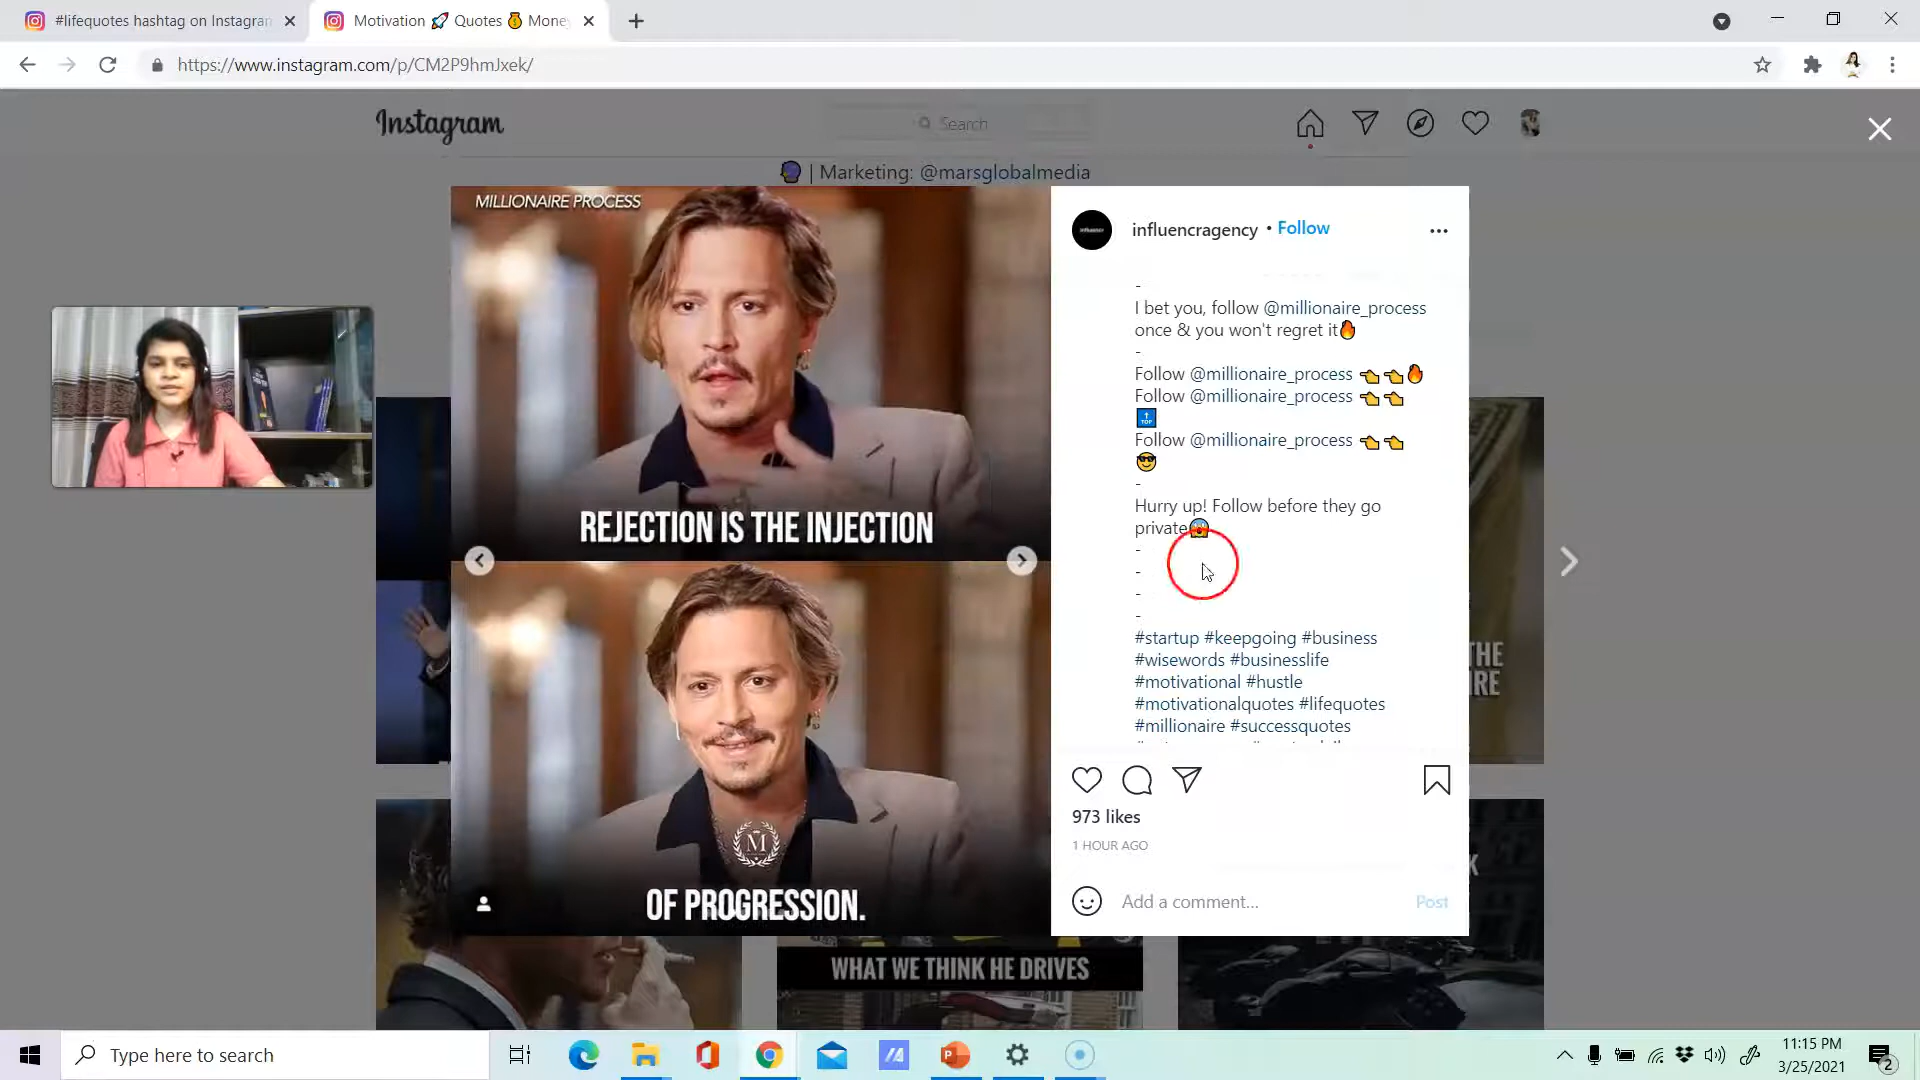 #lifequotes hashtag on Instagram
Motivation 🚀 Quotes 💰 Money
https://www.instagram.com/p/CM2P9hmJxek/
Instagram
Search
| Marketing: @marsglobalmedia
MILLIONAIRE PROCESS
REJECTION IS THE INJECTION
M
OF PROGRESSION.
influencragency • Follow
-
I bet you, follow @millionaire_process
once & you won't regret it🔥
-
Follow @millionaire_process 👈👈🔥
Follow @millionaire_process 👈👈
🔝
Follow @millionaire_process 👈👈
😎
-
Hurry up! Follow before they go
private😱
-
-
-
-
#startup #keepgoing #business
#wisewords #businesslife
#motivational #hustle
#motivationalquotes #lifequotes
#millionaire #successquotes
973 likes
1 HOUR AGO
Add a comment...
Post
THE
WHAT WE THINK HE DRIVES
Type here to search
11:15 PM
3/25/2021
2